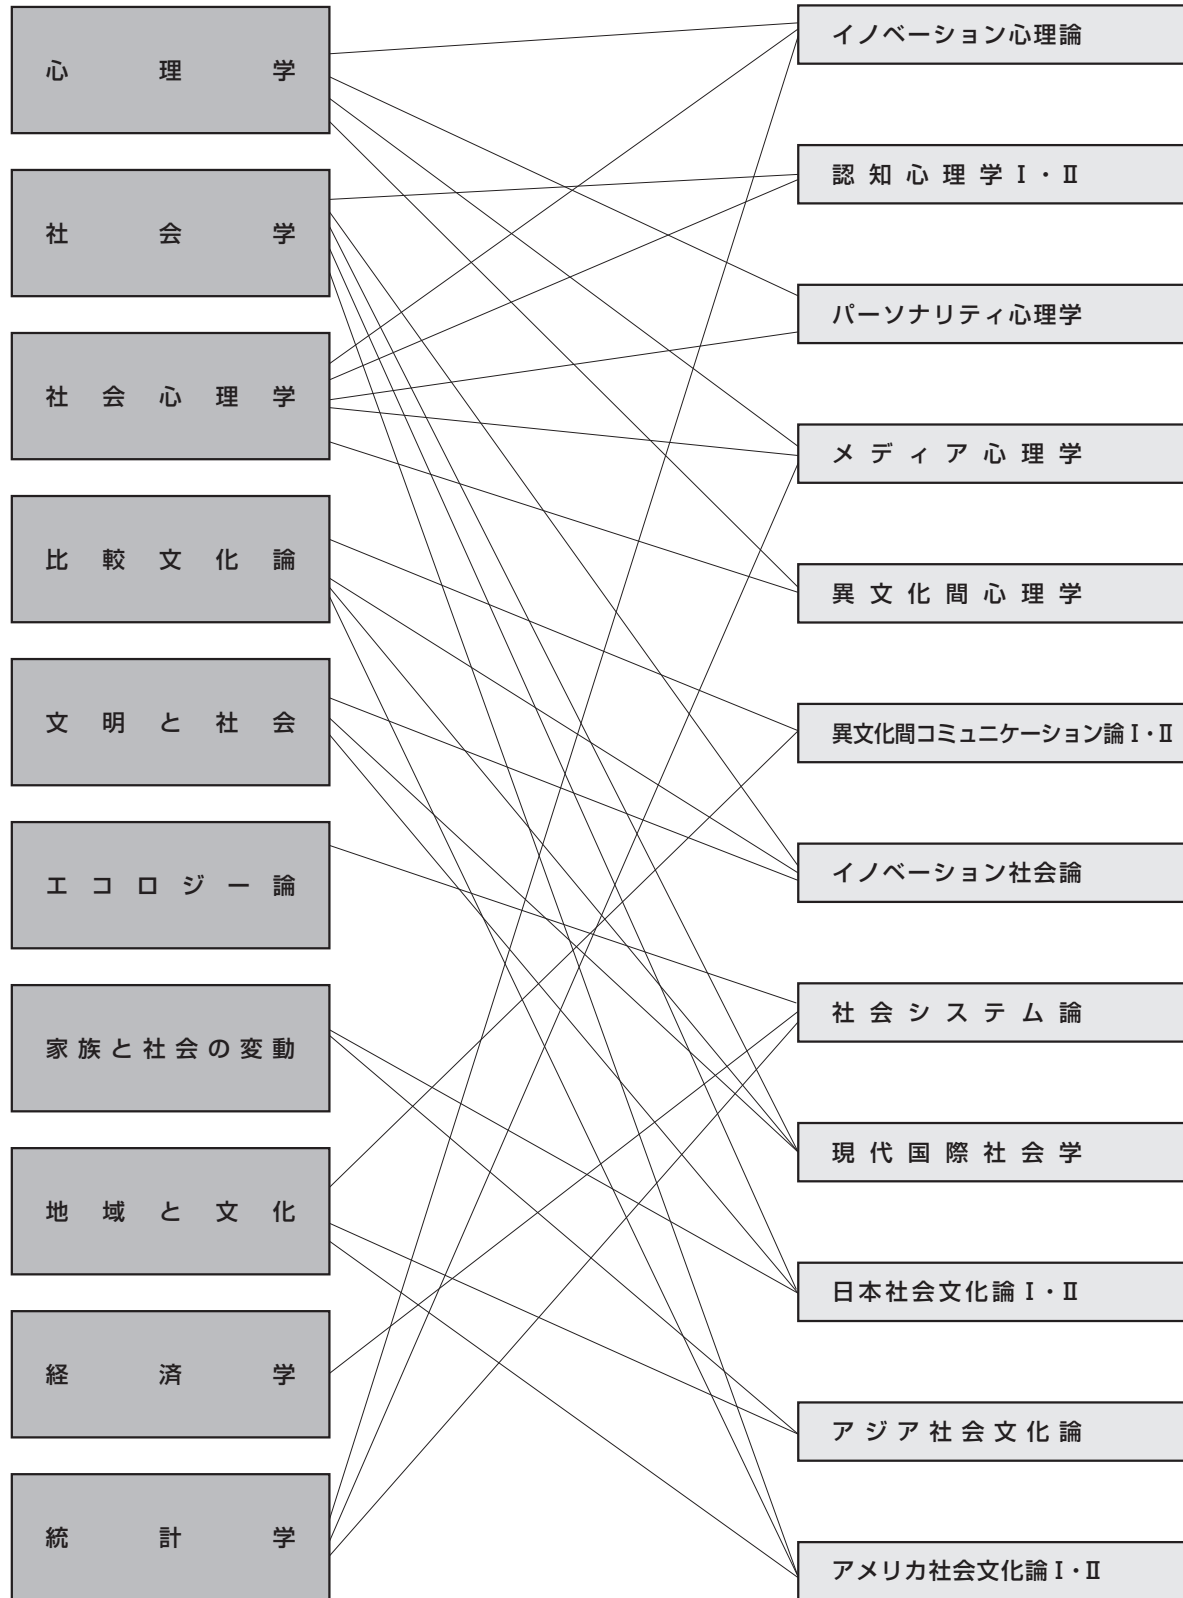 心理学
社会学
社会心理学
比較文化論
文明と社会
エコロジー論
家族と社会の変動
地域と文化
経済学
統計学
イノベーション心理論
認知心理学Ⅰ・Ⅱ
パーソナリティ心理学
メディア心理学
異文化間心理学
異文化間コミュニケーション論Ⅰ・Ⅱ
イノベーション社会論
社会システム論
現代国際社会学
日本社会文化論Ⅰ・Ⅱ
アジア社会文化論
アメリカ社会文化論Ⅰ・Ⅱ